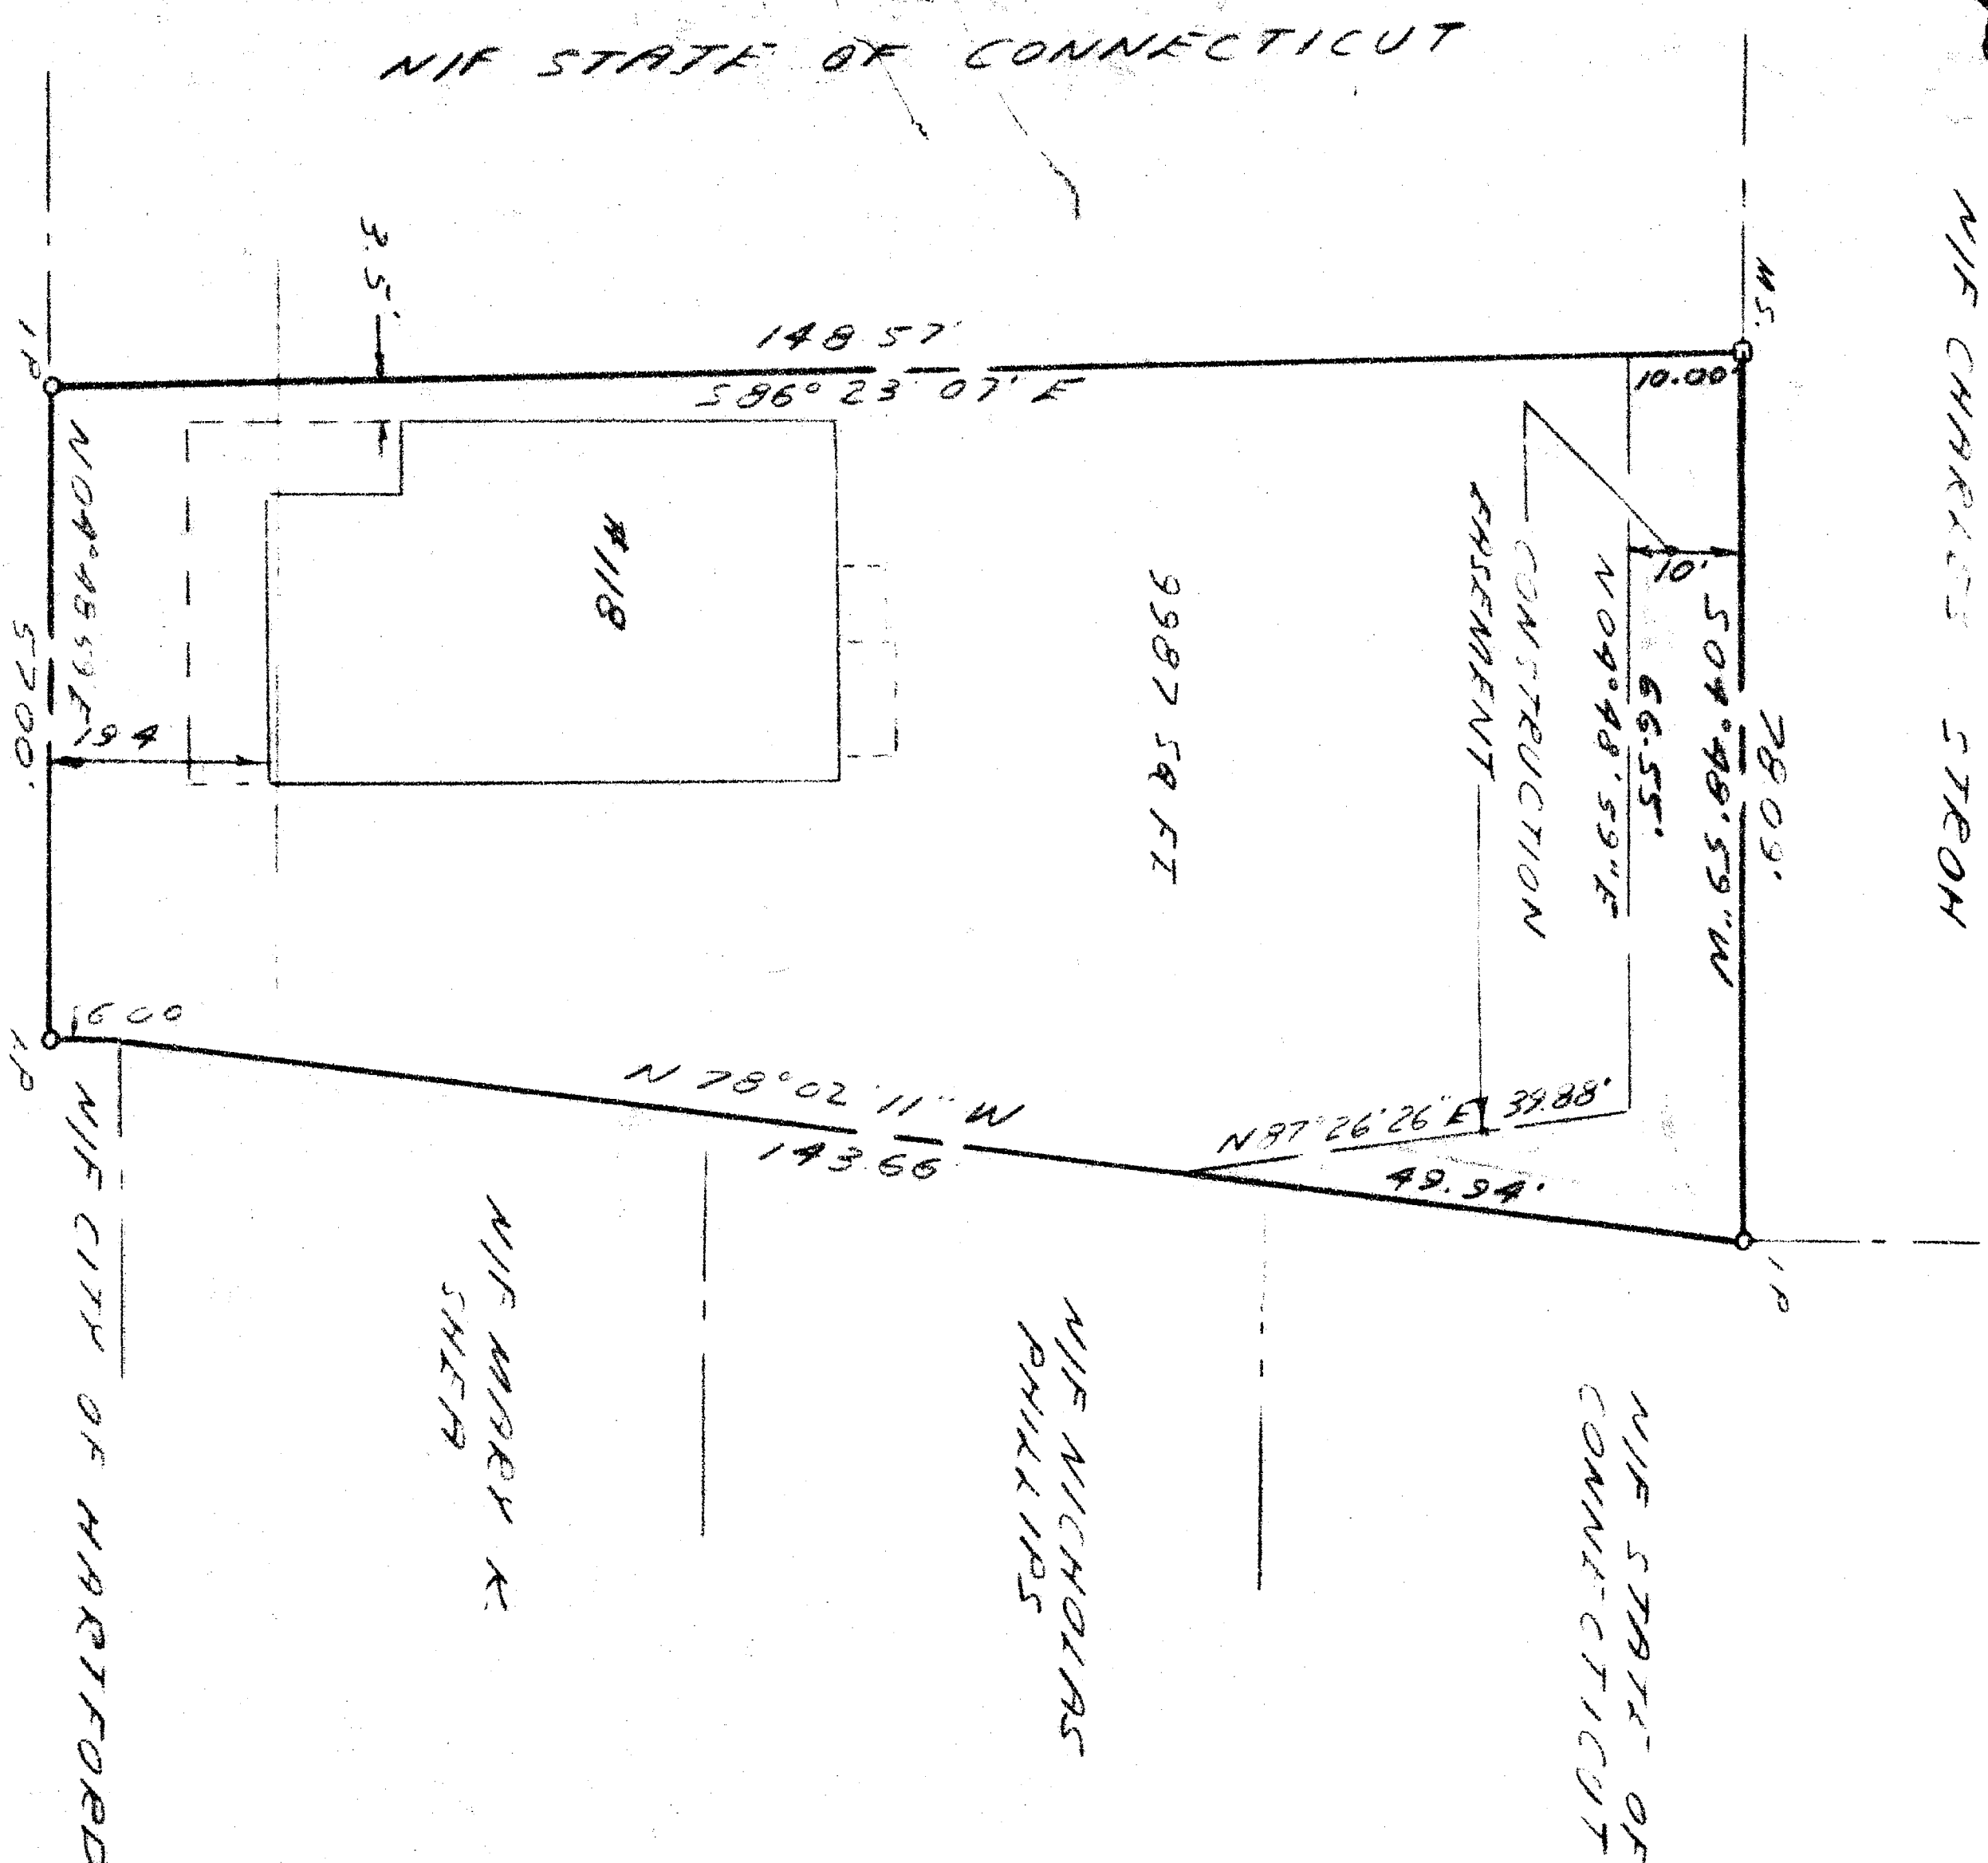 N/F STATE OF CONNECTICUT
N/F CHARLES STROH
3.5'
148.57'
S86° 23' 07" E
M.S.
10.00'
I P
N04° 48' 59" E
57.00'
19.4
#118
9987 SQ FT
CONSTRUCTION
EASEMENT
N04° 48' 59" E
66.55'
10'
S04° 48' 59" W
78.09'
I.P
6.00
N 78° 02' 11" W
143.66
N87° 26' 26" E
39.88'
49.94'
I P
N/F CITY OF HARTFORD
N/F MARY K.
SHEA
N/F NICHOLAS
PHILLIPS
N/F STATE OF
CONNECTICUT